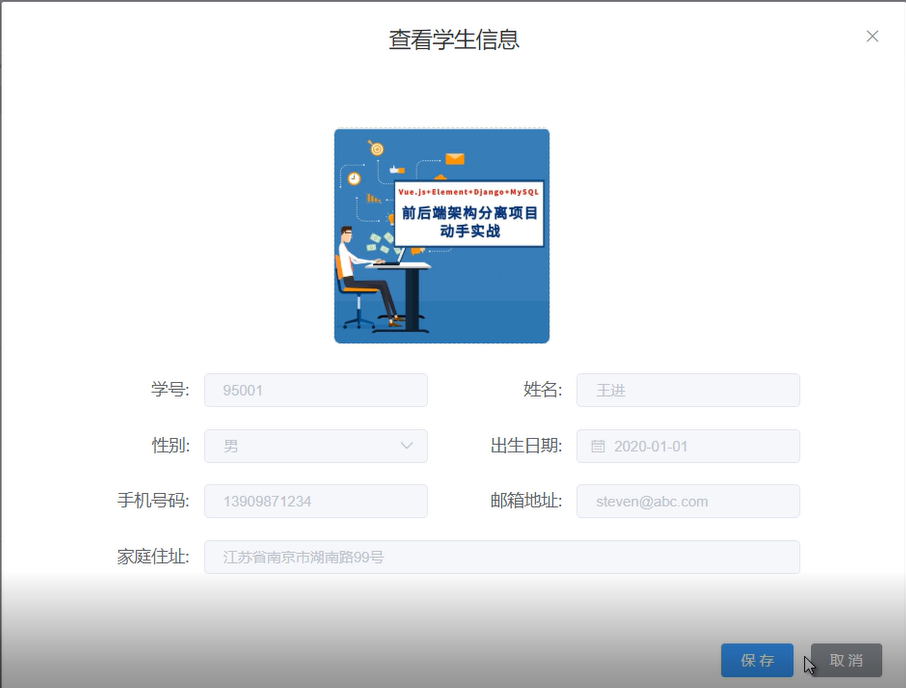 查看学生信息
Vue.js+Element+Django+MySQL
前后端架构分离项目
动手实战
学号: 95001 姓名: 王进
性别: 男 出生日期: 2020-01-01
手机号码: 13909871234 邮箱地址: steven@abc.com
家庭住址: 江苏省南京市湖南路99号
保存 取消